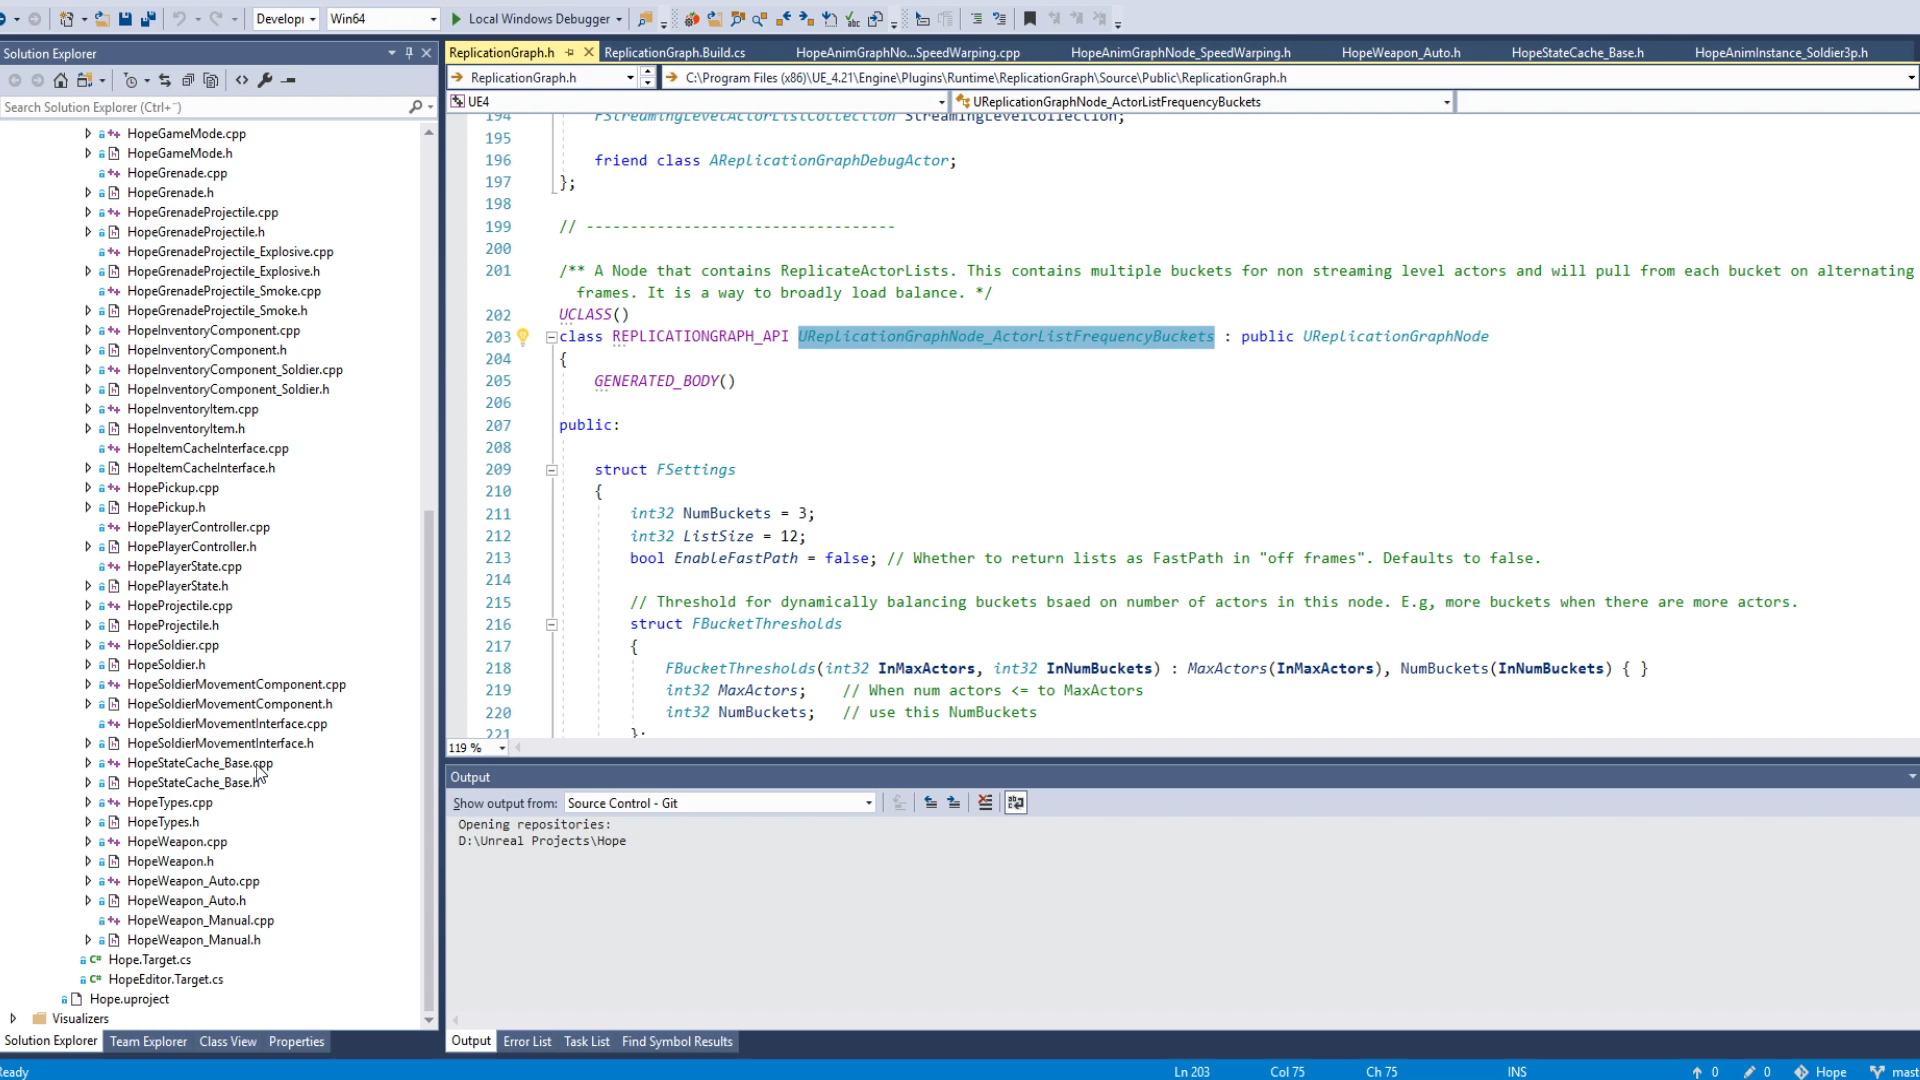 Developi
Win64
Local Windows Debugger
Solution Explorer
Search Solution Explorer (Ctrl+¨)
HopeGameMode.cpp
HopeGameMode.h
HopeGrenade.cpp
HopeGrenade.h
HopeGrenadeProjectile.cpp
HopeGrenadeProjectile.h
HopeGrenadeProjectile_Explosive.cpp
HopeGrenadeProjectile_Explosive.h
HopeGrenadeProjectile_Smoke.cpp
HopeGrenadeProjectile_Smoke.h
HopeInventoryComponent.cpp
HopeInventoryComponent.h
HopeInventoryComponent_Soldier.cpp
HopeInventoryComponent_Soldier.h
HopeInventoryItem.cpp
HopeInventoryItem.h
HopeItemCacheInterface.cpp
HopeItemCacheInterface.h
HopePickup.cpp
HopePickup.h
HopePlayerController.cpp
HopePlayerController.h
HopePlayerState.cpp
HopePlayerState.h
HopeProjectile.cpp
HopeProjectile.h
HopeSoldier.cpp
HopeSoldier.h
HopeSoldierMovementComponent.cpp
HopeSoldierMovementComponent.h
HopeSoldierMovementInterface.cpp
HopeSoldierMovementInterface.h
HopeStateCache_Base.cpp
HopeStateCache_Base.h
HopeTypes.cpp
HopeTypes.h
HopeWeapon.cpp
HopeWeapon.h
HopeWeapon_Auto.cpp
HopeWeapon_Auto.h
HopeWeapon_Manual.cpp
HopeWeapon_Manual.h
C# Hope.Target.cs
C# HopeEditor.Target.cs
Hope.uproject
Visualizers
Solution Explorer Team Explorer Class View Properties
ReplicationGraph.h ReplicationGraph.Build.cs HopeAnimGraphNo...SpeedWarping.cpp HopeAnimGraphNode_SpeedWarping.h HopeWeapon_Auto.h HopeStateCache_Base.h HopeAnimInstance_Soldier3p.h
ReplicationGraph.h C:\Program Files (x86)\UE_4.21\Engine\Plugins\Runtime\ReplicationGraph\Source\Public\ReplicationGraph.h
UE4 UReplicationGraphNode_ActorListFrequencyBuckets
194 FStreamingLevelActorListCollection StreamingLevelCollection;
195
196 friend class AReplicationGraphDebugActor;
197 };
198
199 // -----------------------------------
200
201 /** A Node that contains ReplicateActorLists. This contains multiple buckets for non streaming level actors and will pull from each bucket on alternating
frames. It is a way to broadly load balance. */
202 UCLASS()
203 class REPLICATIONGRAPH_API UReplicationGraphNode_ActorListFrequencyBuckets : public UReplicationGraphNode
204 {
205 GENERATED_BODY()
206
207 public:
208
209 struct FSettings
210 {
211 int32 NumBuckets = 3;
212 int32 ListSize = 12;
213 bool EnableFastPath = false; // Whether to return lists as FastPath in "off frames". Defaults to false.
214
215 // Threshold for dynamically balancing buckets bsaed on number of actors in this node. E.g, more buckets when there are more actors.
216 struct FBucketThresholds
217 {
218 FBucketThresholds(int32 InMaxActors, int32 InNumBuckets) : MaxActors(InMaxActors), NumBuckets(InNumBuckets) { }
219 int32 MaxActors; // When num actors <= to MaxActors
220 int32 NumBuckets; // use this NumBuckets
221 };
119 %
Output
Show output from: Source Control - Git
Opening repositories:
D:\Unreal Projects\Hope
Output Error List Task List Find Symbol Results
Ready Ln 203 Col 75 Ch 75 INS 0 0 Hope mast